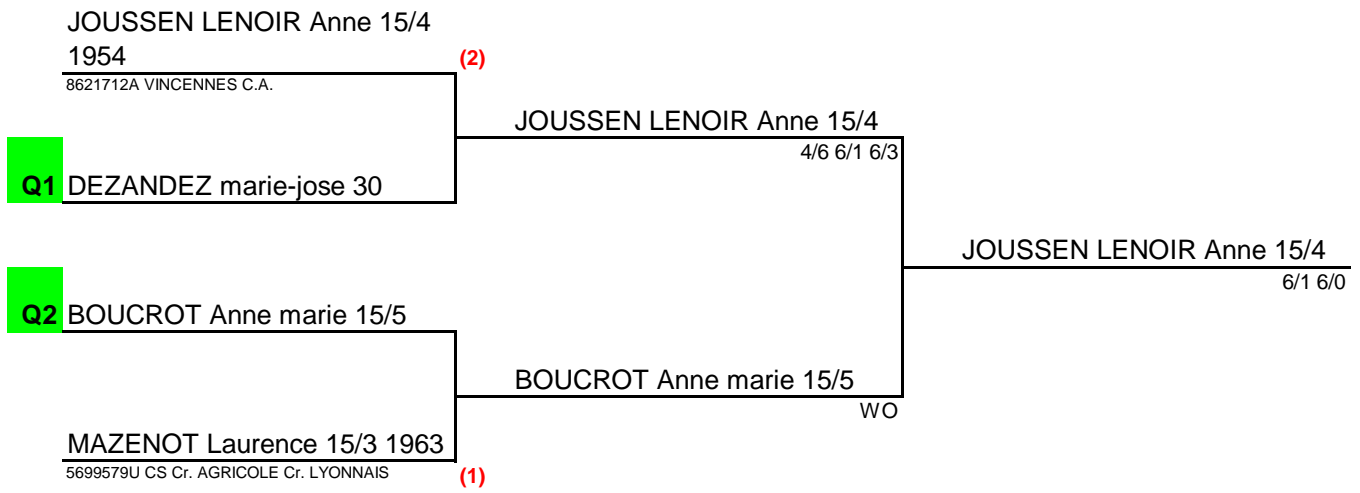 JOUSSEN LENOIR Anne 15/4
1954
(2)
8621712A VINCENNES C.A.
JOUSSEN LENOIR Anne 15/4
4/6 6/1 6/3
Q1 DEZANDEZ marie-jose 30
JOUSSEN LENOIR Anne 15/4
6/1 6/0
Q2 BOUCROT Anne marie 15/5
BOUCROT Anne marie 15/5
WO
MAZENOT Laurence 15/3 1963
5699579U CS Cr. AGRICOLE Cr. LYONNAIS
(1)